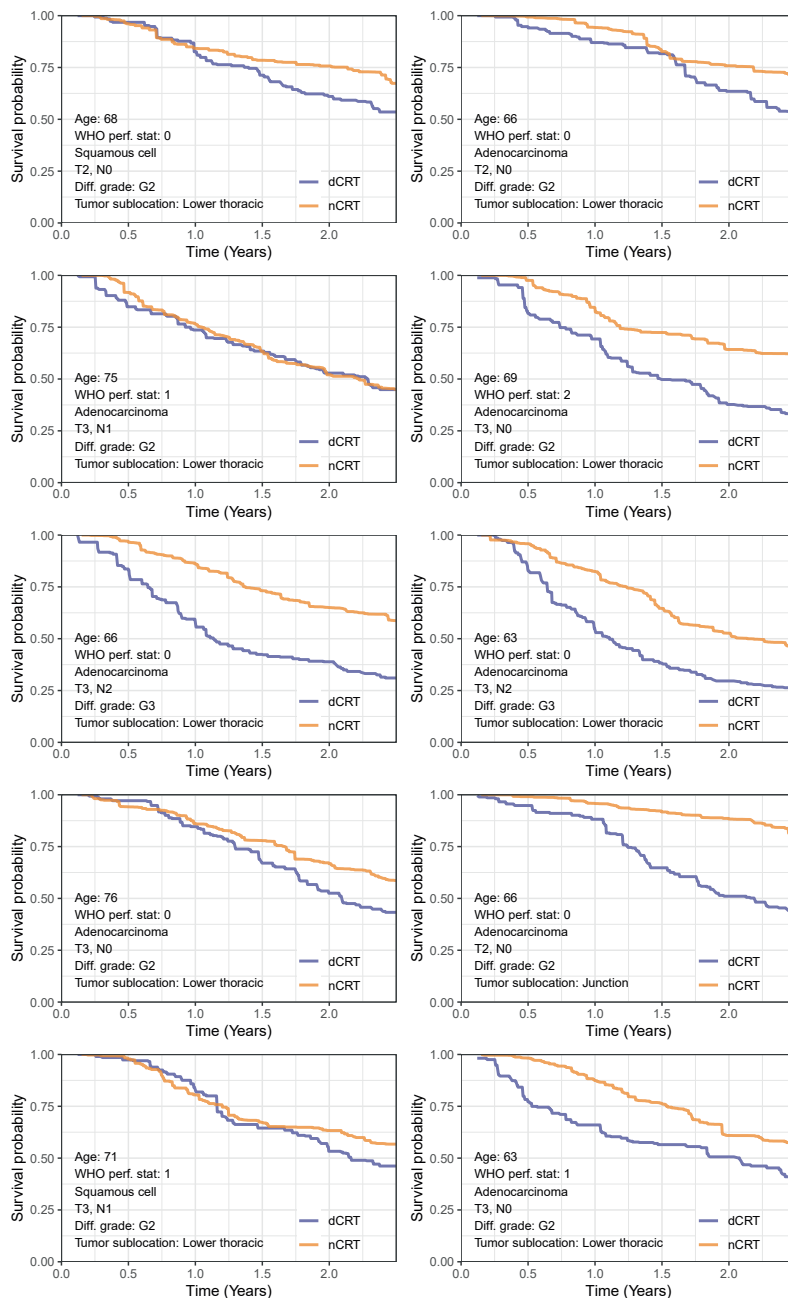 1.00
0.75
0.50
0.25
0.00
Survival probability
Age: 68
WHO perf. stat: 0
Squamous cell
T2, N0
Diff. grade: G2
Tumor sublocation: Lower thoracic
dCRT
nCRT
0.0 0.5 1.0 1.5 2.0
Time (Years)
1.00
0.75
0.50
0.25
0.00
Survival probability
Age: 66
WHO perf. stat: 0
Adenocarcinoma
T2, N0
Diff. grade: G2
Tumor sublocation: Lower thoracic
dCRT
nCRT
0.0 0.5 1.0 1.5 2.0
Time (Years)
1.00
0.75
0.50
0.25
0.00
Survival probability
Age: 75
WHO perf. stat: 1
Adenocarcinoma
T3, N1
Diff. grade: G2
Tumor sublocation: Lower thoracic
dCRT
nCRT
0.0 0.5 1.0 1.5 2.0
Time (Years)
1.00
0.75
0.50
0.25
0.00
Survival probability
Age: 69
WHO perf. stat: 2
Adenocarcinoma
T3, N0
Diff. grade: G2
Tumor sublocation: Lower thoracic
dCRT
nCRT
0.0 0.5 1.0 1.5 2.0
Time (Years)
1.00
0.75
0.50
0.25
0.00
Survival probability
Age: 66
WHO perf. stat: 0
Adenocarcinoma
T3, N2
Diff. grade: G3
Tumor sublocation: Lower thoracic
dCRT
nCRT
0.0 0.5 1.0 1.5 2.0
Time (Years)
1.00
0.75
0.50
0.25
0.00
Survival probability
Age: 63
WHO perf. stat: 0
Adenocarcinoma
T3, N2
Diff. grade: G3
Tumor sublocation: Lower thoracic
dCRT
nCRT
0.0 0.5 1.0 1.5 2.0
Time (Years)
1.00
0.75
0.50
0.25
0.00
Survival probability
Age: 76
WHO perf. stat: 0
Adenocarcinoma
T3, N0
Diff. grade: G2
Tumor sublocation: Lower thoracic
dCRT
nCRT
0.0 0.5 1.0 1.5 2.0
Time (Years)
1.00
0.75
0.50
0.25
0.00
Survival probability
Age: 66
WHO perf. stat: 0
Adenocarcinoma
T2, N0
Diff. grade: G2
Tumor sublocation: Junction
dCRT
nCRT
0.0 0.5 1.0 1.5 2.0
Time (Years)
1.00
0.75
0.50
0.25
0.00
Survival probability
Age: 71
WHO perf. stat: 1
Squamous cell
T3, N1
Diff. grade: G2
Tumor sublocation: Lower thoracic
dCRT
nCRT
0.0 0.5 1.0 1.5 2.0
Time (Years)
1.00
0.75
0.50
0.25
0.00
Survival probability
Age: 63
WHO perf. stat: 1
Adenocarcinoma
T3, N0
Diff. grade: G2
Tumor sublocation: Lower thoracic
dCRT
nCRT
0.0 0.5 1.0 1.5 2.0
Time (Years)